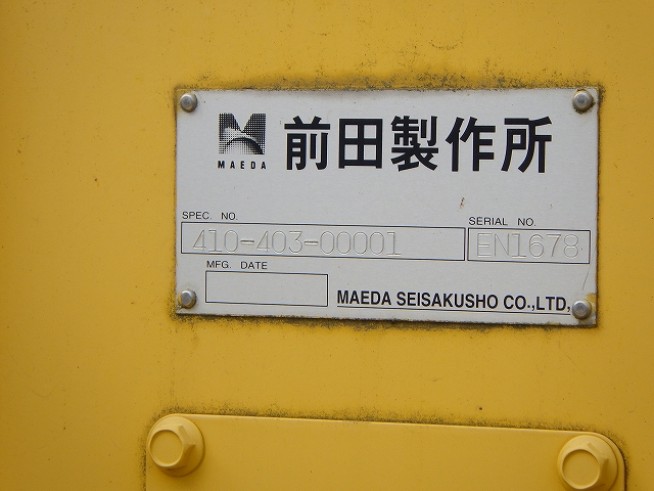 MAEDA 前田製作所
SPEC. NO. SERIAL NO.
410-403-00001 EN1678
MFG. DATE
MAEDA SEISAKUSHO CO.,LTD,